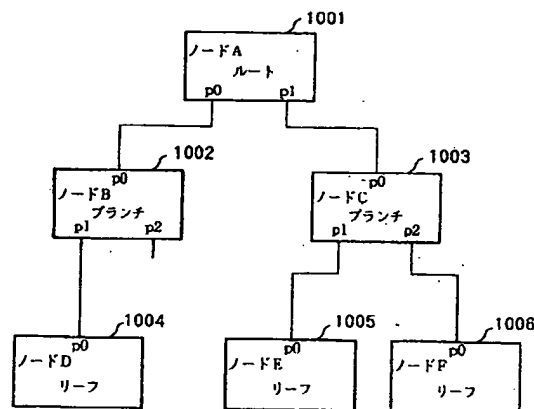 1001
ノードA
ルート
p0 p1
1002
1003
p0
p0
ノードB
ブランチ
p1 p2
ノードC
ブランチ
p1 p2
1004
1005
1006
p0
ノードD
リーフ
p0
ノードE
リーフ
p0
ノードF
リーフ